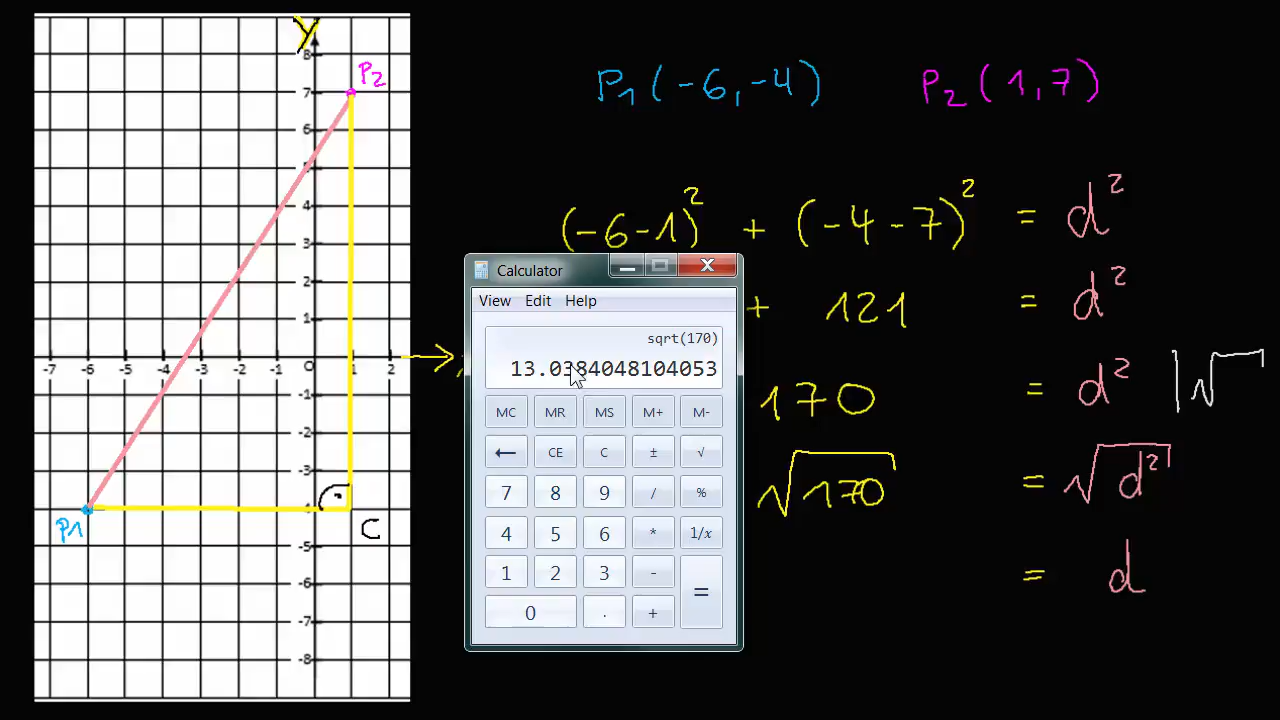 y
8
P2
7
6
5
4
3
2
1
-7 -6 -5 -4 -3 -2 -1 O 1 2
-1
-2
-3
-5
-6
-7
-8
P1
C
P1(-6,-4) P2(1,7)
(-6-1)² + (-4-7)² = d²
+ 121 = d²
170 = d² |√
√170 = √d²
= d
Calculator
View Edit Help
sqrt(170)
13.0384048104053
MC MR MS M+ M-
← CE C ± √
7 8 9 / %
4 5 6 * 1/x
1 2 3 - =
0 . +